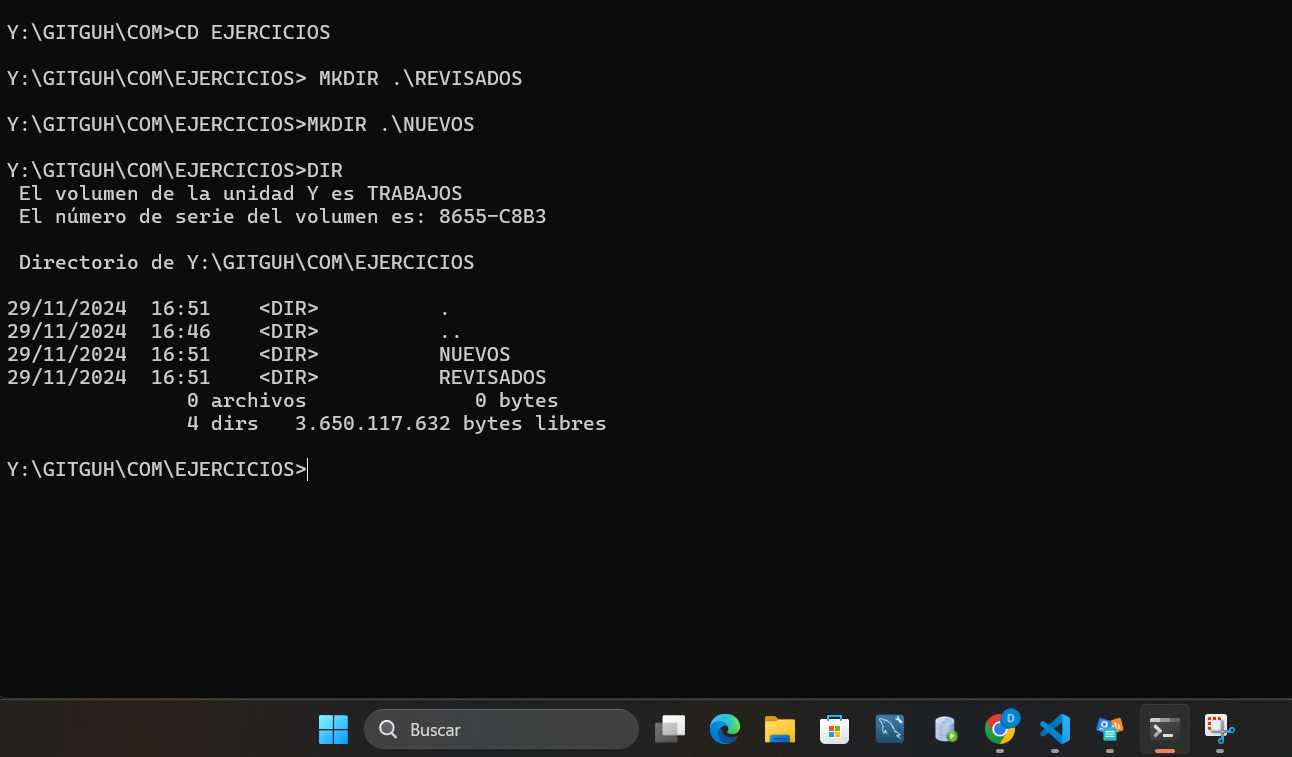 Y:\GITGUH\COM>CD EJERCICIOS
Y:\GITGUH\COM\EJERCICIOS> MKDIR .\REVISADOS
Y:\GITGUH\COM\EJERCICIOS>MKDIR .\NUEVOS
Y:\GITGUH\COM\EJERCICIOS>DIR
El volumen de la unidad Y es TRABAJOS
El número de serie del volumen es: 8655-C8B3
Directorio de Y:\GITGUH\COM\EJERCICIOS
29/11/2024  16:51    <DIR>          .
29/11/2024  16:46    <DIR>          ..
29/11/2024  16:51    <DIR>          NUEVOS
29/11/2024  16:51    <DIR>          REVISADOS
0 archivos              0 bytes
4 dirs   3.650.117.632 bytes libres
Y:\GITGUH\COM\EJERCICIOS>
Buscar
D